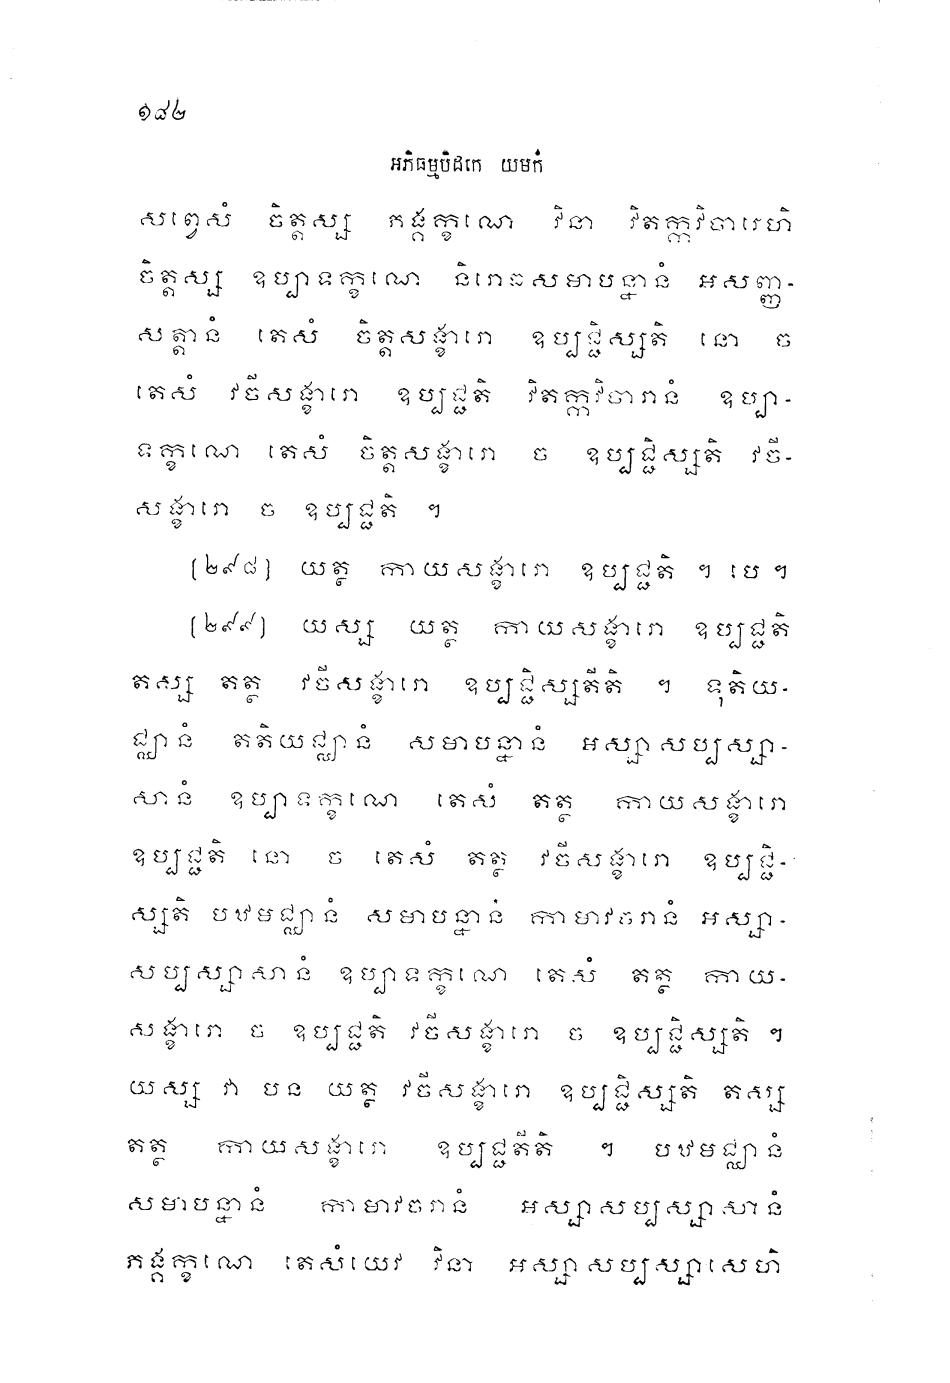 ១៨២
អភិធម្មបិដកេ យមកំ
សព្វេសំ ចិត្តស្ស ភង្គក្ខណេ វិនា វិតក្កវិចារេហិ
ចិត្តស្ស ឧប្បាទក្ខណេ និរោធសមាបន្នានំ អសញ្ញ-
សត្តានំ តេសំ ចិត្តសង្ខារោ ឧប្បជ្ជិស្សតិ នោ ច
តេសំ វចីសង្ខារោ ឧប្បជ្ជតិ វិតក្កវិចារានំ ឧប្បា-
ទក្ខណេ តេសំ ចិត្តសង្ខារោ ច ឧប្បជ្ជិស្សតិ វចី-
សង្ខារោ ច ឧប្បជ្ជតិ ។
[២៩៨] យត្ថ កាយសង្ខារោ ឧប្បជ្ជតិ ។ បេ ។
[២៩៩] យស្ស យត្ថ កាយសង្ខារោ ឧប្បជ្ជតិ
តស្ស តត្ថ វចីសង្ខារោ ឧប្បជ្ជិស្សតីតិ ។ ទុតិយ-
ជ្ឈានំ តតិយជ្ឈានំ សមាបន្នានំ អស្សាសប្បស្សា-
សានំ ឧប្បាទក្ខណេ តេសំ តត្ថ កាយសង្ខារោ
ឧប្បជ្ជតិ នោ ច តេសំ តត្ថ វចីសង្ខារោ ឧប្បជ្ជិ-
ស្សតិ បឋមជ្ឈានំ សមាបន្នានំ កាមាវចរានំ អស្សា-
សប្បស្សាសានំ ឧប្បាទក្ខណេ តេសំ តត្ថ កាយ-
សង្ខារោ ច ឧប្បជ្ជតិ វចីសង្ខារោ ច ឧប្បជ្ជិស្សតិ ។
យស្ស វា បន យត្ថ វចីសង្ខារោ ឧប្បជ្ជិស្សតិ តស្ស
តត្ថ កាយសង្ខារោ ឧប្បជ្ជតីតិ ។ បឋមជ្ឈានំ
សមាបន្នានំ កាមាវចរានំ អស្សាសប្បស្សាសានំ
ភង្គក្ខណេ តេសំយេវ វិនា អស្សាសប្បស្សាសេហិ